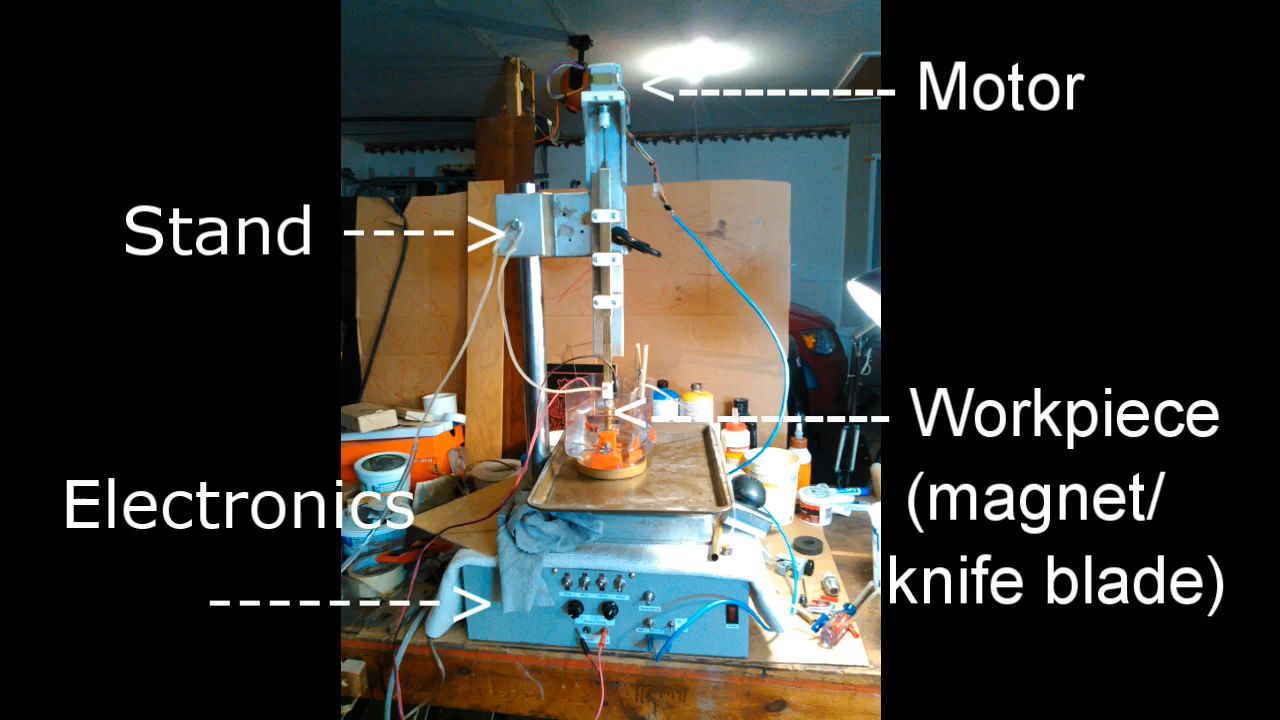 Motor
Stand
Workpiece
(magnet/
knife blade)
Electronics